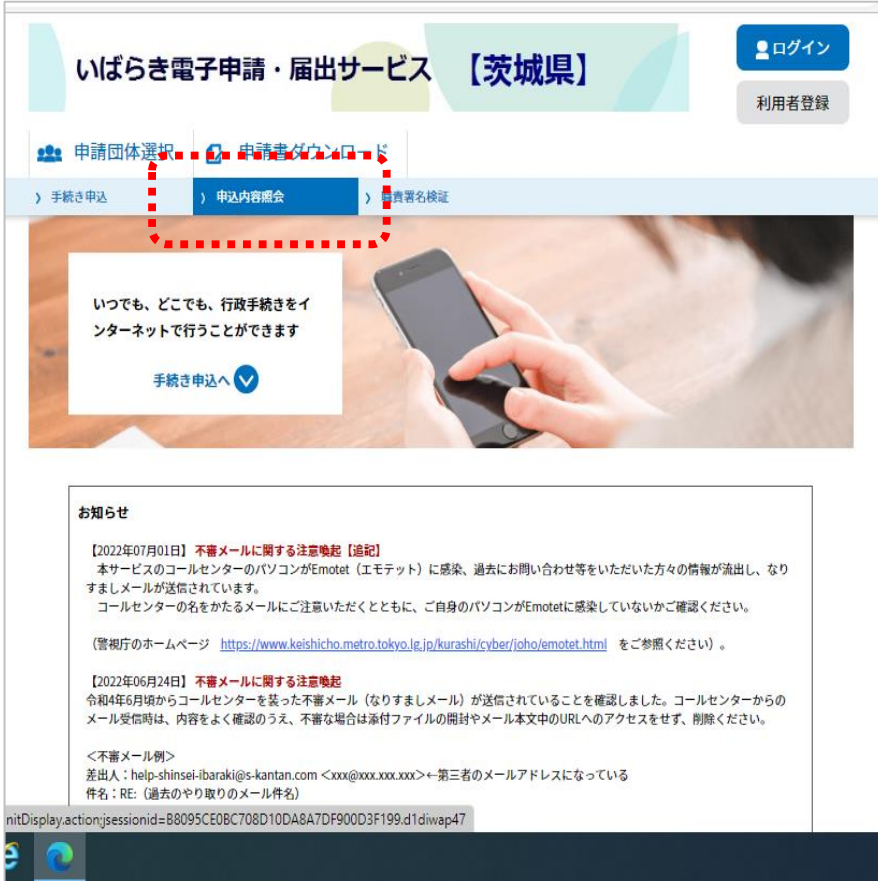 いばらき電子申請・届出サービス 【茨城県】
ログイン
利用者登録
申請団体選択 申請書ダウンロード
手続き申込 申込内容照会 職責署名検証
いつでも、どこでも、行政手続きをイ
ンターネットで行うことができます
手続き申込へ
お知らせ
【2022年07月01日】 不審メールに関する注意喚起【追記】
本サービスのコールセンターのパソコンがEmotet（エモテット）に感染、過去にお問い合わせ等をいただいた方々の情報が流出し、なり
すましメールが送信されています。
コールセンターの名をかたるメールにご注意いただくとともに、ご自身のパソコンがEmotetに感染していないかご確認ください。
（警視庁のホームページ https://www.keishicho.metro.tokyo.lg.jp/kurashi/cyber/joho/emotet.html をご参照ください）。
【2022年06月24日】 不審メールに関する注意喚起
令和4年6月頃からコールセンターを装った不審メール（なりすましメール）が送信されていることを確認しました。コールセンターからの
メール受信時は、内容をよく確認のうえ、不審な場合は添付ファイルの開封やメール本文中のURLへのアクセスをせず、削除ください。
＜不審メール例＞
差出人：help-shinsei-ibaraki@s-kantan.com <xxx@xxx.xxx.xxx>←第三者のメールアドレスになっている
件名：RE:（過去のやり取りのメール件名）
nitDisplay.action;jsessionid=B8095CE0BC708D10DA8A7DF900D3F199.d1diwap47